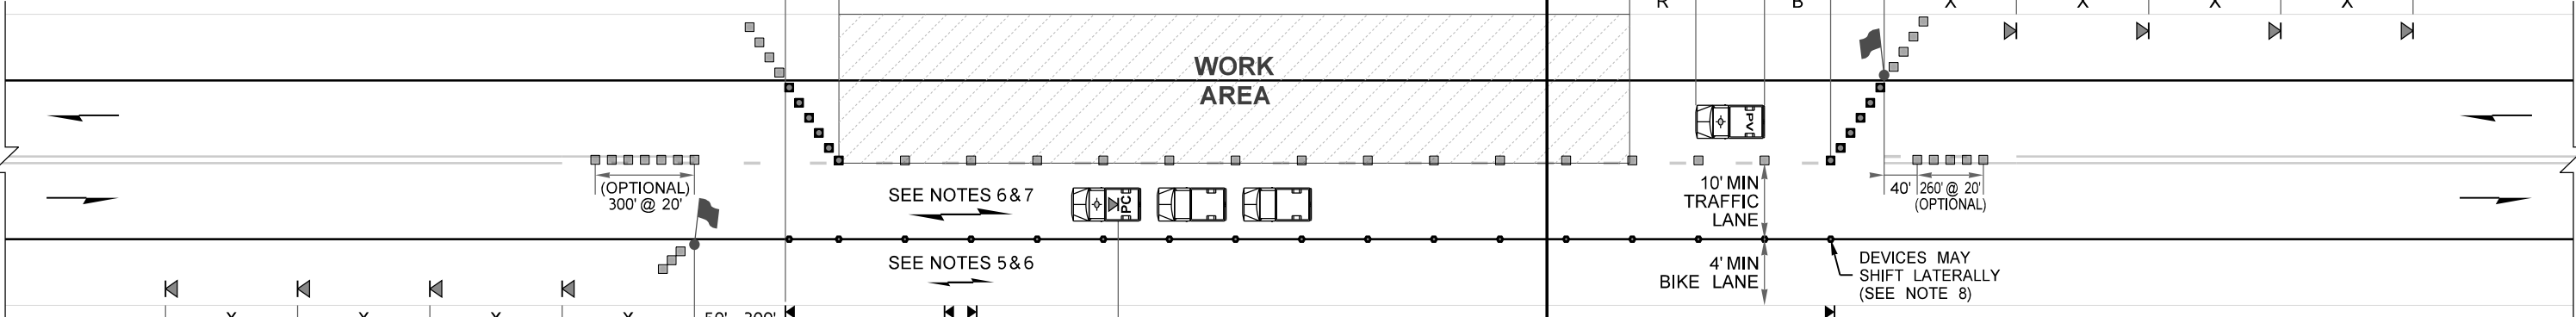 R B X X X X
WORK
AREA
PV
(OPTIONAL)
300' @ 20'
SEE NOTES 6 & 7
PC
10' MIN
TRAFFIC
LANE
40' 260' @ 20'
(OPTIONAL)
SEE NOTES 5 & 6
4' MIN
BIKE LANE
DEVICES MAY
SHIFT LATERALLY
(SEE NOTE 8)
X X X X 50' - 200'